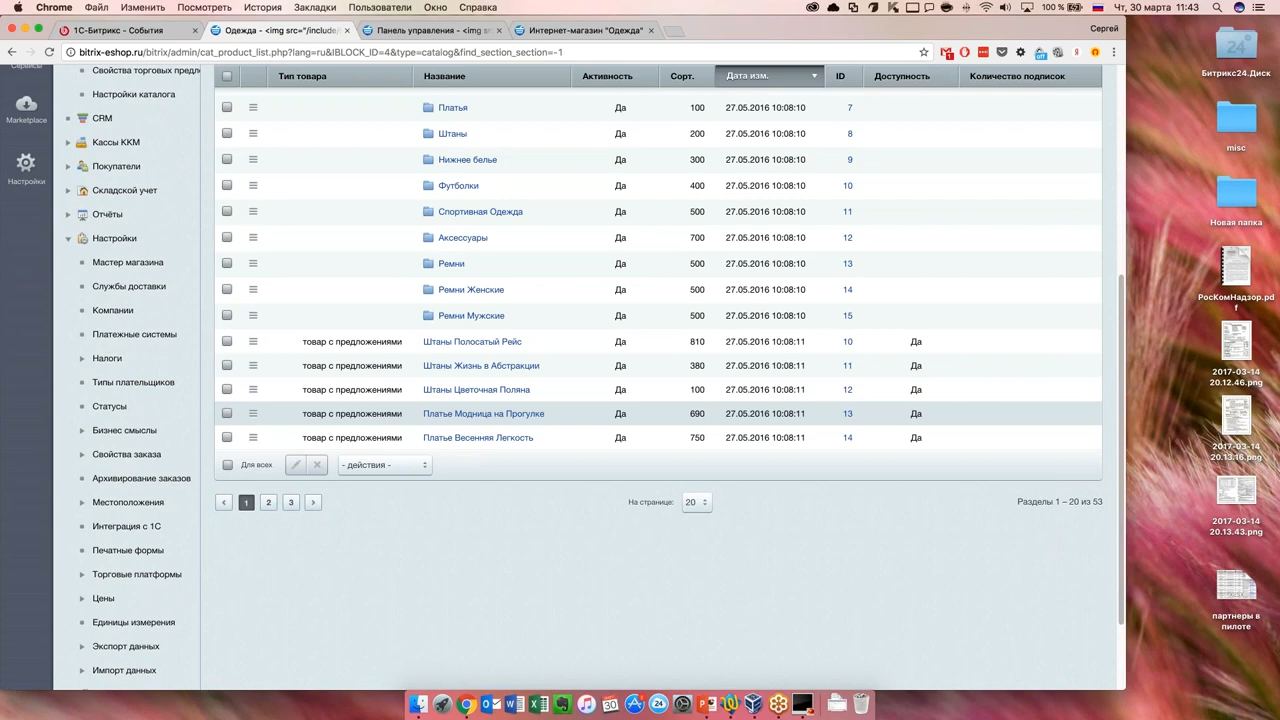 Chrome Файл Изменить Посмотреть История Закладки Пользователи Окно Справка 100 % Чт, 30 марта 11:43
1С-Битрикс - События
Одежда - <img src="/include/
Панель управления - <img sr
Интернет-магазин "Одежда"
Сергей
bitrix-eshop.ru/bitrix/admin/cat_product_list.php?lang=ru&IBLOCK_ID=4&type=catalog&find_section_section=-1
Сервисы
Marketplace
Настройки
Свойства торговых предл
Настройки каталога
CRM
Кассы ККМ
Покупатели
Складской учет
Отчёты
Настройки
Мастер магазина
Службы доставки
Компании
Платежные системы
Налоги
Типы плательщиков
Статусы
Бизнес смыслы
Свойства заказа
Архивирование заказов
Местоположения
Интеграция с 1С
Печатные формы
Торговые платформы
Цены
Единицы измерения
Экспорт данных
Импорт данных
Тип товара Название Активность Сорт. Дата изм. ID Доступность Количество подписок
Платья Да 100 27.05.2016 10:08:10 7
Штаны Да 200 27.05.2016 10:08:10 8
Нижнее белье Да 300 27.05.2016 10:08:10 9
Футболки Да 400 27.05.2016 10:08:10 10
Спортивная Одежда Да 500 27.05.2016 10:08:10 11
Аксессуары Да 700 27.05.2016 10:08:10 12
Ремни Да 500 27.05.2016 10:08:10 13
Ремни Женские Да 500 27.05.2016 10:08:10 14
Ремни Мужские Да 500 27.05.2016 10:08:10 15
товар с предложениями Штаны Полосатый Рейс Да 810 27.05.2016 10:08:11 10 Да
товар с предложениями Штаны Жизнь в Абстракции Да 380 27.05.2016 10:08:11 11 Да
товар с предложениями Штаны Цветочная Поляна Да 100 27.05.2016 10:08:11 12 Да
товар с предложениями Платье Модница на Прогулке Да 690 27.05.2016 10:08:11 13 Да
товар с предложениями Платье Весенняя Легкость Да 750 27.05.2016 10:08:11 14 Да
Для всех - действия -
1 2 3 На странице: 20 Разделы 1 – 20 из 53
24
Битрикс24.Диск
misc
Новая папка
РосКомНадзор.pd
f
2017-03-14
20.12.46.png
2017-03-14
20.13.16.png
2017-03-14
20.13.43.png
партнеры в
пилоте